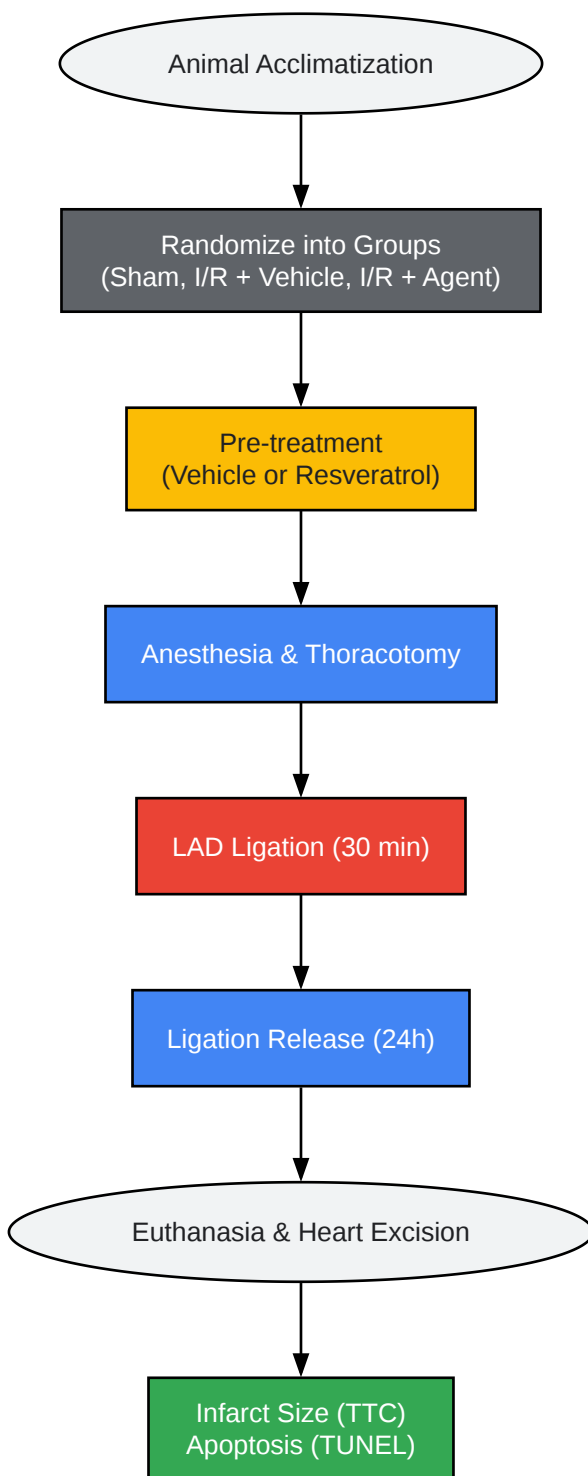 Animal Acclimatization
Randomize into Groups
(Sham, I/R + Vehicle, I/R + Agent)
Pre-treatment
(Vehicle or Resveratrol)
Anesthesia & Thoracotomy
LAD Ligation (30 min)
Ligation Release (24h)
Euthanasia & Heart Excision
Infarct Size (TTC)
Apoptosis (TUNEL)